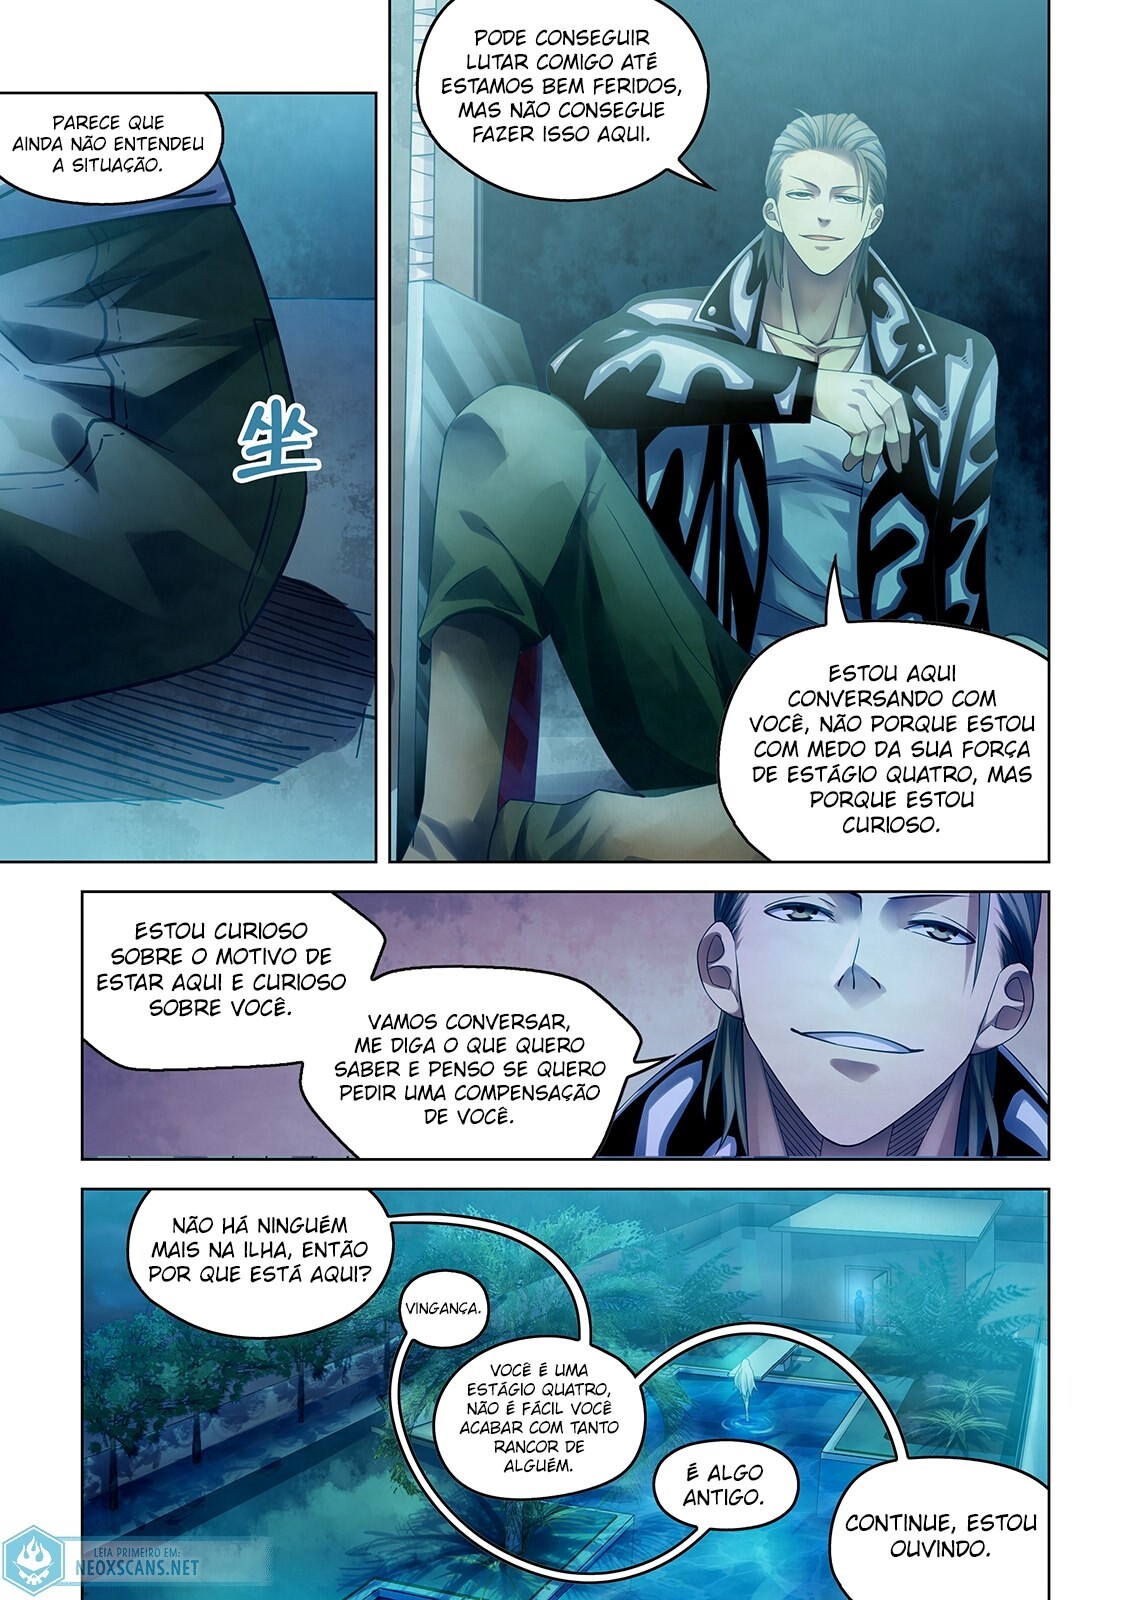 PARECE QUE
AINDA NÃO ENTENDEU
A SITUAÇÃO.
坐
PODE CONSEGUIR
LUTAR COMIGO ATÉ
ESTAMOS BEM FERIDOS,
MAS NÃO CONSEGUE
FAZER ISSO AQUI.
ESTOU AQUI
CONVERSANDO COM
VOCÊ, NÃO PORQUE ESTOU
COM MEDO DA SUA FORÇA
DE ESTÁGIO QUATRO, MAS
PORQUE ESTOU
CURIOSO.
ESTOU CURIOSO
SOBRE O MOTIVO DE
ESTAR AQUI E CURIOSO
SOBRE VOCÊ.
VAMOS CONVERSAR,
ME DIGA O QUE QUERO
SABER E PENSO SE QUERO
PEDIR UMA COMPENSAÇÃO
DE VOCÊ.
NÃO HÁ NINGUÉM
MAIS NA ILHA, ENTÃO
POR QUE ESTÁ AQUI?
VINGANÇA.
VOCÊ É UMA
ESTÁGIO QUATRO,
NÃO É FÁCIL VOCÊ
ACABAR COM TANTO
RANCOR DE
ALGUÉM.
É ALGO
ANTIGO.
CONTINUE, ESTOU
OUVINDO.
LEIA PRIMEIRO EM:
NEOXSCANS.NET